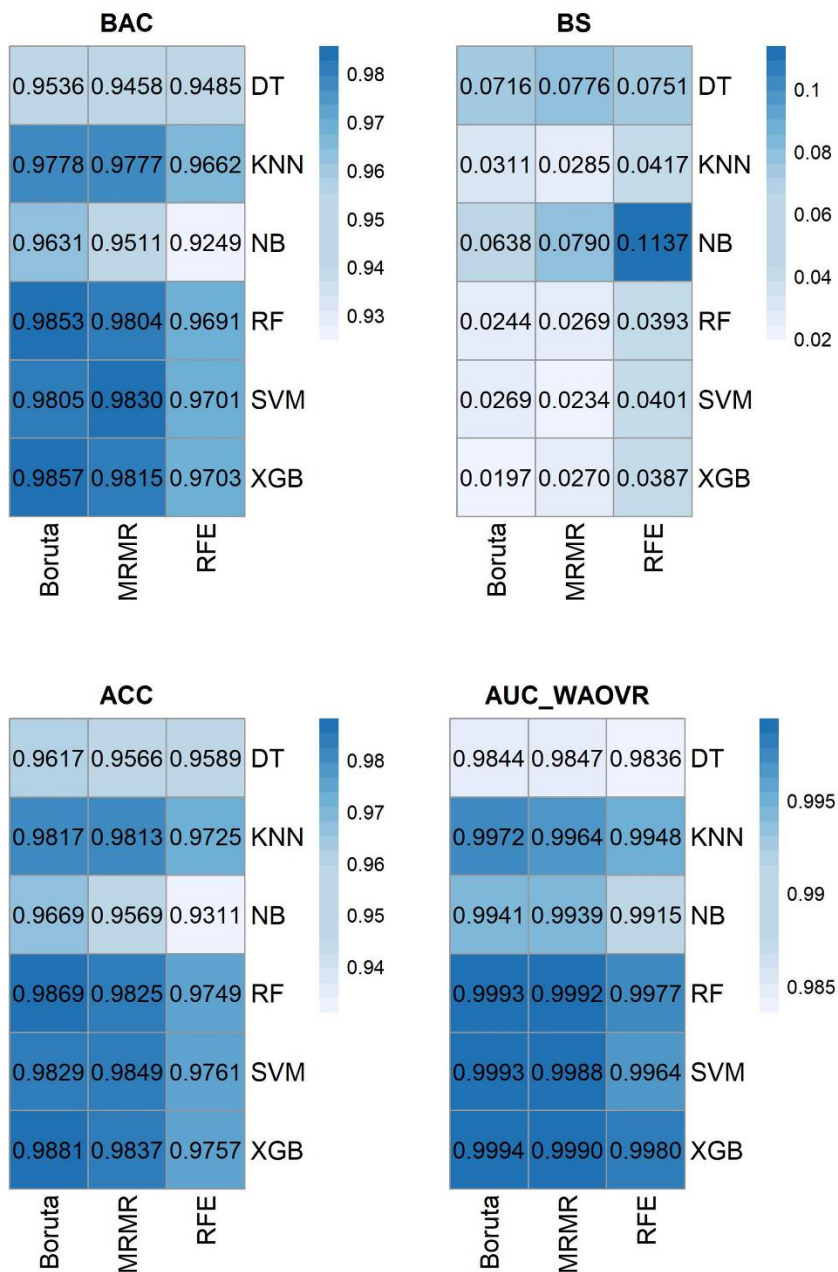 BAC
0.9536 0.9458 0.9485 DT
0.9778 0.9777 0.9662 KNN
0.9631 0.9511 0.9249 NB
0.9853 0.9804 0.9691 RF
0.9805 0.9830 0.9701 SVM
0.9857 0.9815 0.9703 XGB
Boruta MRMR RFE
0.98
0.97
0.96
0.95
0.94
0.93
BS
0.0716 0.0776 0.0751 DT
0.0311 0.0285 0.0417 KNN
0.0638 0.0790 0.1137 NB
0.0244 0.0269 0.0393 RF
0.0269 0.0234 0.0401 SVM
0.0197 0.0270 0.0387 XGB
Boruta MRMR RFE
0.1
0.08
0.06
0.04
0.02
ACC
0.9617 0.9566 0.9589 DT
0.9817 0.9813 0.9725 KNN
0.9669 0.9569 0.9311 NB
0.9869 0.9825 0.9749 RF
0.9829 0.9849 0.9761 SVM
0.9881 0.9837 0.9757 XGB
Boruta MRMR RFE
0.98
0.97
0.96
0.95
0.94
AUC_WAOVR
0.9844 0.9847 0.9836 DT
0.9972 0.9964 0.9948 KNN
0.9941 0.9939 0.9915 NB
0.9993 0.9992 0.9977 RF
0.9993 0.9988 0.9964 SVM
0.9994 0.9990 0.9980 XGB
Boruta MRMR RFE
0.995
0.99
0.985